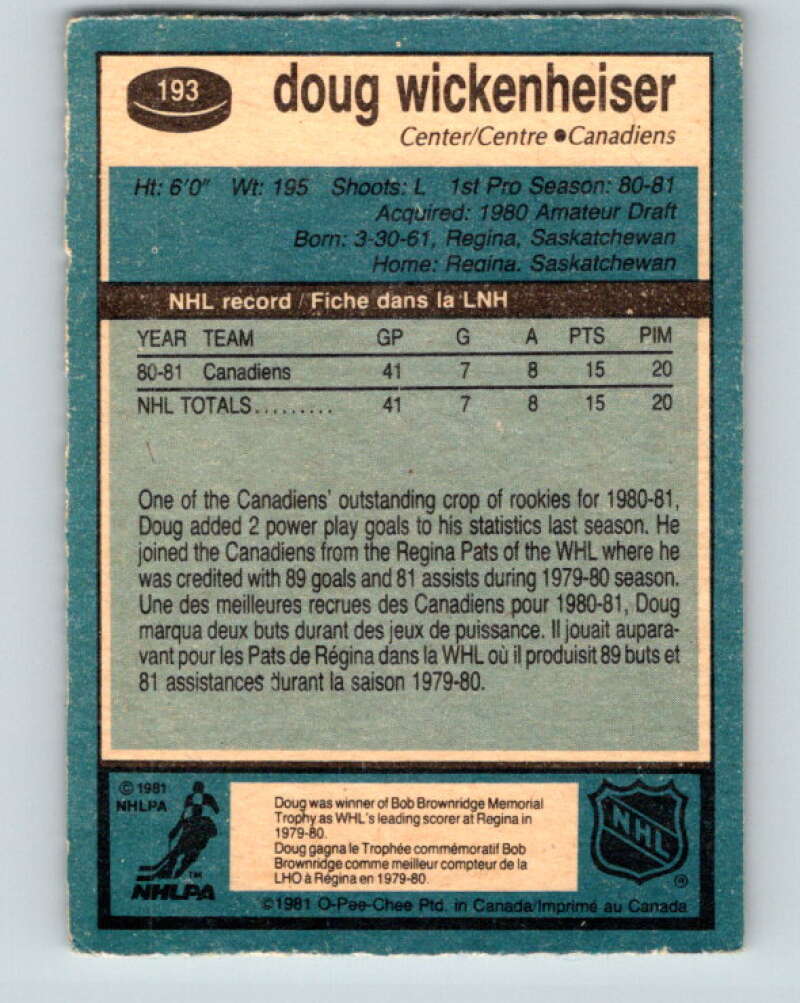 193
doug wickenheiser
Center/Centre ●Canadiens
Ht: 6'0" Wt: 195 Shoots: L 1st Pro Season: 80-81
Acquired: 1980 Amateur Draft
Born: 3-30-61, Regina, Saskatchewan
Home: Regina, Saskatchewan
NHL record / Fiche dans la LNH
YEAR TEAM GP G A PTS PIM
80-81 Canadiens 41 7 8 15 20
NHL TOTALS......... 41 7 8 15 20
One of the Canadiens' outstanding crop of rookies for 1980-81,
Doug added 2 power play goals to his statistics last season. He
joined the Canadiens from the Regina Pats of the WHL where he
was credited with 89 goals and 81 assists during 1979-80 season.
Une des meilleures recrues des Canadiens pour 1980-81, Doug
marqua deux buts durant des jeux de puissance. Il jouait aupara-
vant pour les Pats de Régina dans la WHL où il produisit 89 buts et
81 assistances durant la saison 1979-80.
© 1981
NHLPA
TM
NHLPA
Doug was winner of Bob Brownridge Memorial
Trophy as WHL's leading scorer at Regina in
1979-80.
Doug gagna le Trophée commémoratif Bob
Brownridge comme meilleur compteur de la
LHO à Régina en 1979-80.
NHL
®
©1981 O-Pee-Chee Ptd. in Canada/Imprimé au Canada